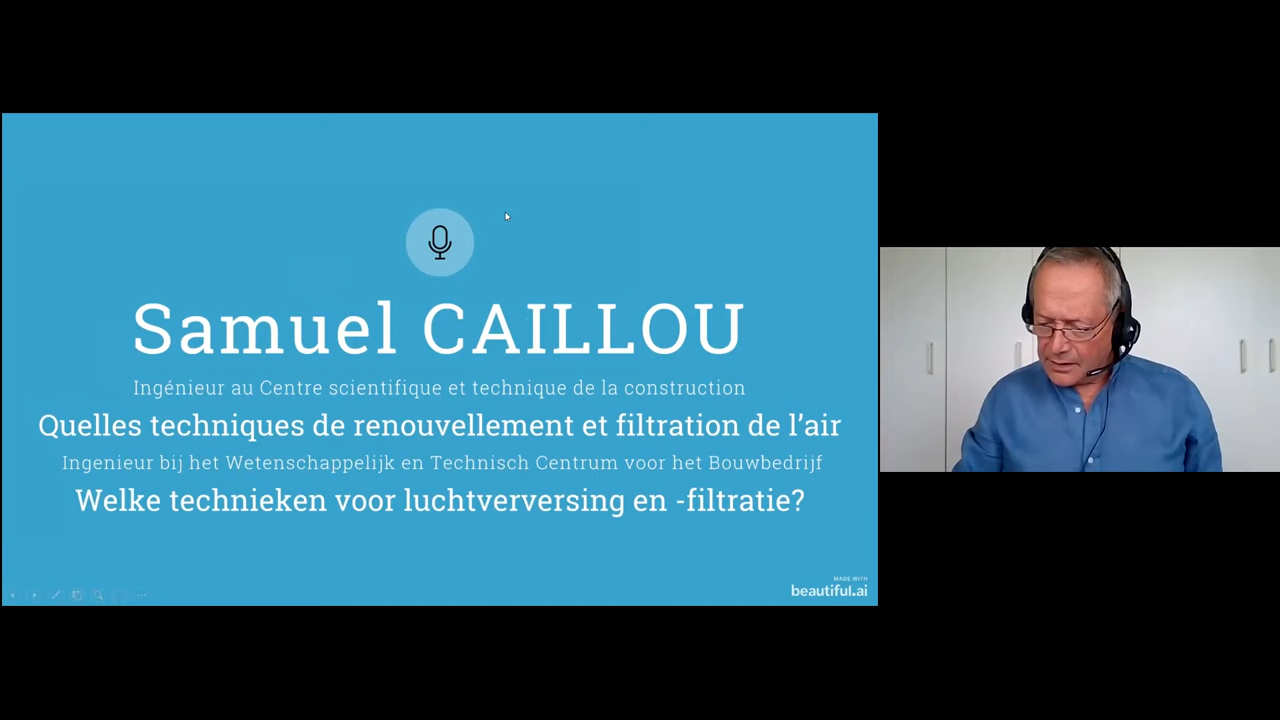 Samuel CAILLOU
Ingénieur au Centre scientifique et technique de la construction
Quelles techniques de renouvellement et filtration de l’air
Ingenieur bij het Wetenschappelijk en Technisch Centrum voor het Bouwbedrijf
Welke technieken voor luchtverversing en -filtratie?
MADE WITH
beautiful.ai